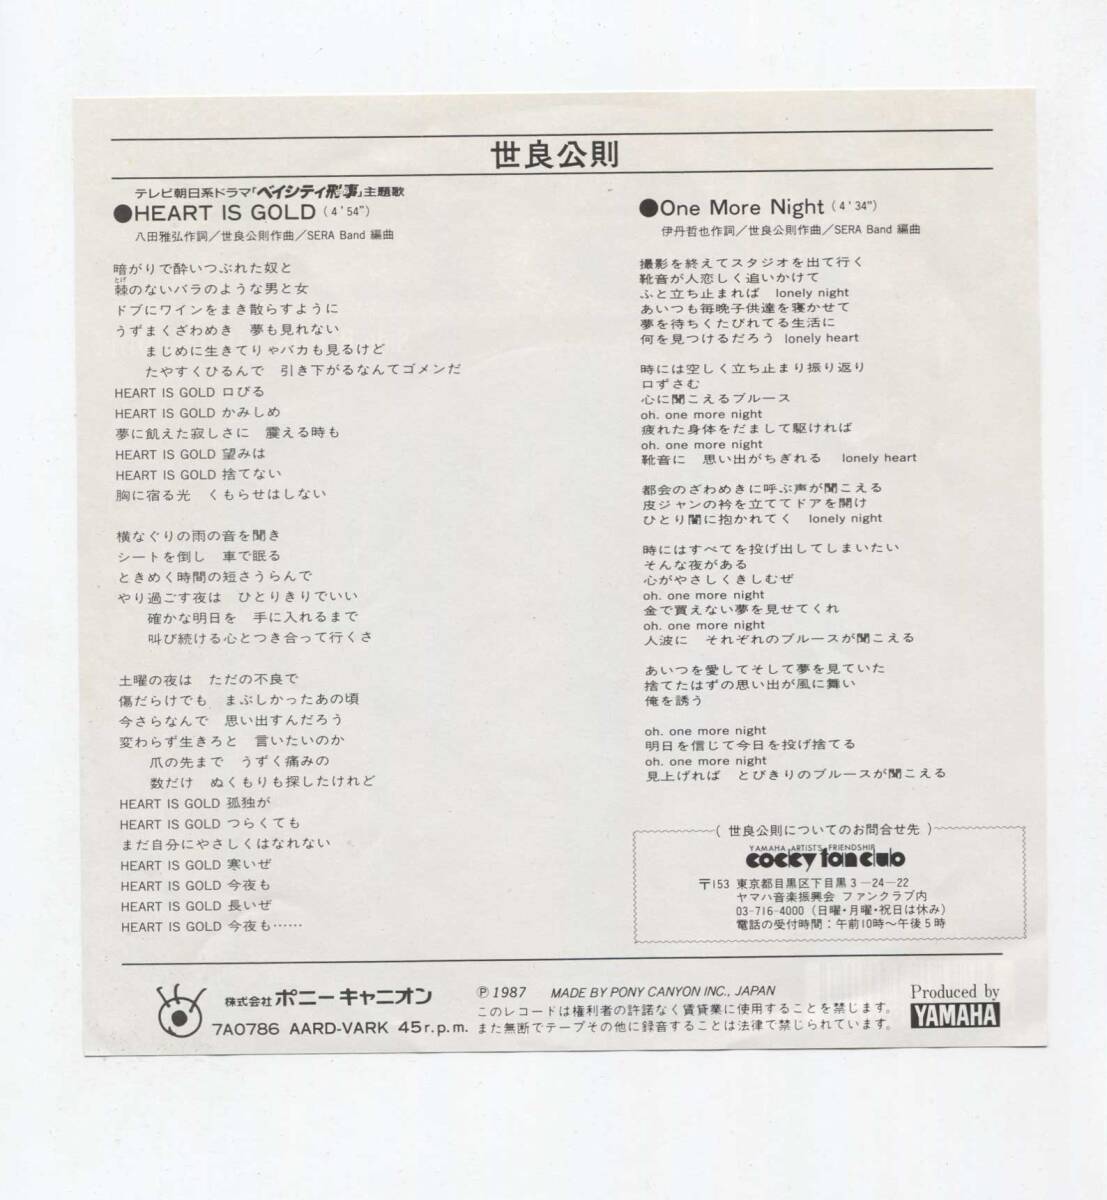 世良公則
テレビ朝日系ドラマ「ベイシティ刑事」主題歌
●HEART IS GOLD (4'54")
八田雅弘作詞／世良公則作曲／SERA Band 編曲
暗がりで酔いつぶれた奴と
とげ
棘のないバラのような男と女
ドブにワインをまき散らすように
うずまくざわめき　夢も見れない
まじめに生きてりゃバカも見るけど
たやすくひるんで　引き下がるなんてゴメンだ
HEART IS GOLD 口びる
HEART IS GOLD かみしめ
夢に飢えた寂しさに　震える時も
HEART IS GOLD 望みは
HEART IS GOLD 捨てない
胸に宿る光　くもらせはしない
横なぐりの雨の音を聞き
シートを倒し　車で眠る
ときめく時間の短さうらんで
やり過ごす夜は　ひとりきりでいい
確かな明日を　手に入れるまで
叫び続ける心とつき合って行くさ
土曜の夜は　ただの不良で
傷だらけでも　まぶしかったあの頃
今さらなんで　思い出すんだろう
変わらず生きろと　言いたいのか
爪の先まで　うずく痛みの
数だけ　ぬくもりも探したけれど
HEART IS GOLD 孤独が
HEART IS GOLD つらくても
まだ自分にやさしくはなれない
HEART IS GOLD 寒いぜ
HEART IS GOLD 今夜も
HEART IS GOLD 長いぜ
HEART IS GOLD 今夜も……
●One More Night (4'34")
伊丹哲也作詞／世良公則作曲／SERA Band 編曲
撮影を終えてスタジオを出て行く
靴音が人恋しく追いかけて
ふと立ち止まれば　lonely night
あいつも毎晩子供達を寝かせて
夢を待ちくたびれてる生活に
何を見つけるだろう lonely heart
時には空しく立ち止まり振り返り
口ずさむ
心に聞こえるブルース
oh. one more night
疲れた身体をだまして駆ければ
oh. one more night
靴音に　思い出がちぎれる　lonely heart
都会のざわめきに呼ぶ声が聞こえる
皮ジャンの衿を立ててドアを開け
ひとり闇に抱かれてく　lonely night
時にはすべてを投げ出してしまいたい
そんな夜がある
心がやさしくきしむぜ
oh. one more night
金で買えない夢を見せてくれ
oh. one more night
人波に　それぞれのブルースが聞こえる
あいつを愛してそして夢を見ていた
捨てたはずの思い出が風に舞い
俺を誘う
oh. one more night
明日を信じて今日を投げ捨てる
oh. one more night
見上げれば　とびきりのブルースが聞こえる
(世良公則についてのお問合せ先)
YAMAHA ARTIST'S FRIENDSHIP
cocky fan club
〒153 東京都目黒区下目黒3－24－22
ヤマハ音楽振興会 ファンクラブ内
03-716-4000 (日曜・月曜・祝日は休み)
電話の受付時間：午前10時～午後5時
株式会社 ポニーキャニオン
7A0786 AARD-VARK 45r.p.m.
Ⓟ1987　MADE BY PONY CANYON INC., JAPAN
このレコードは権利者の許諾なく賃貸業に使用することを禁じます。
また無断でテープその他に録音することは法律で禁じられています。
Produced by
YAMAHA